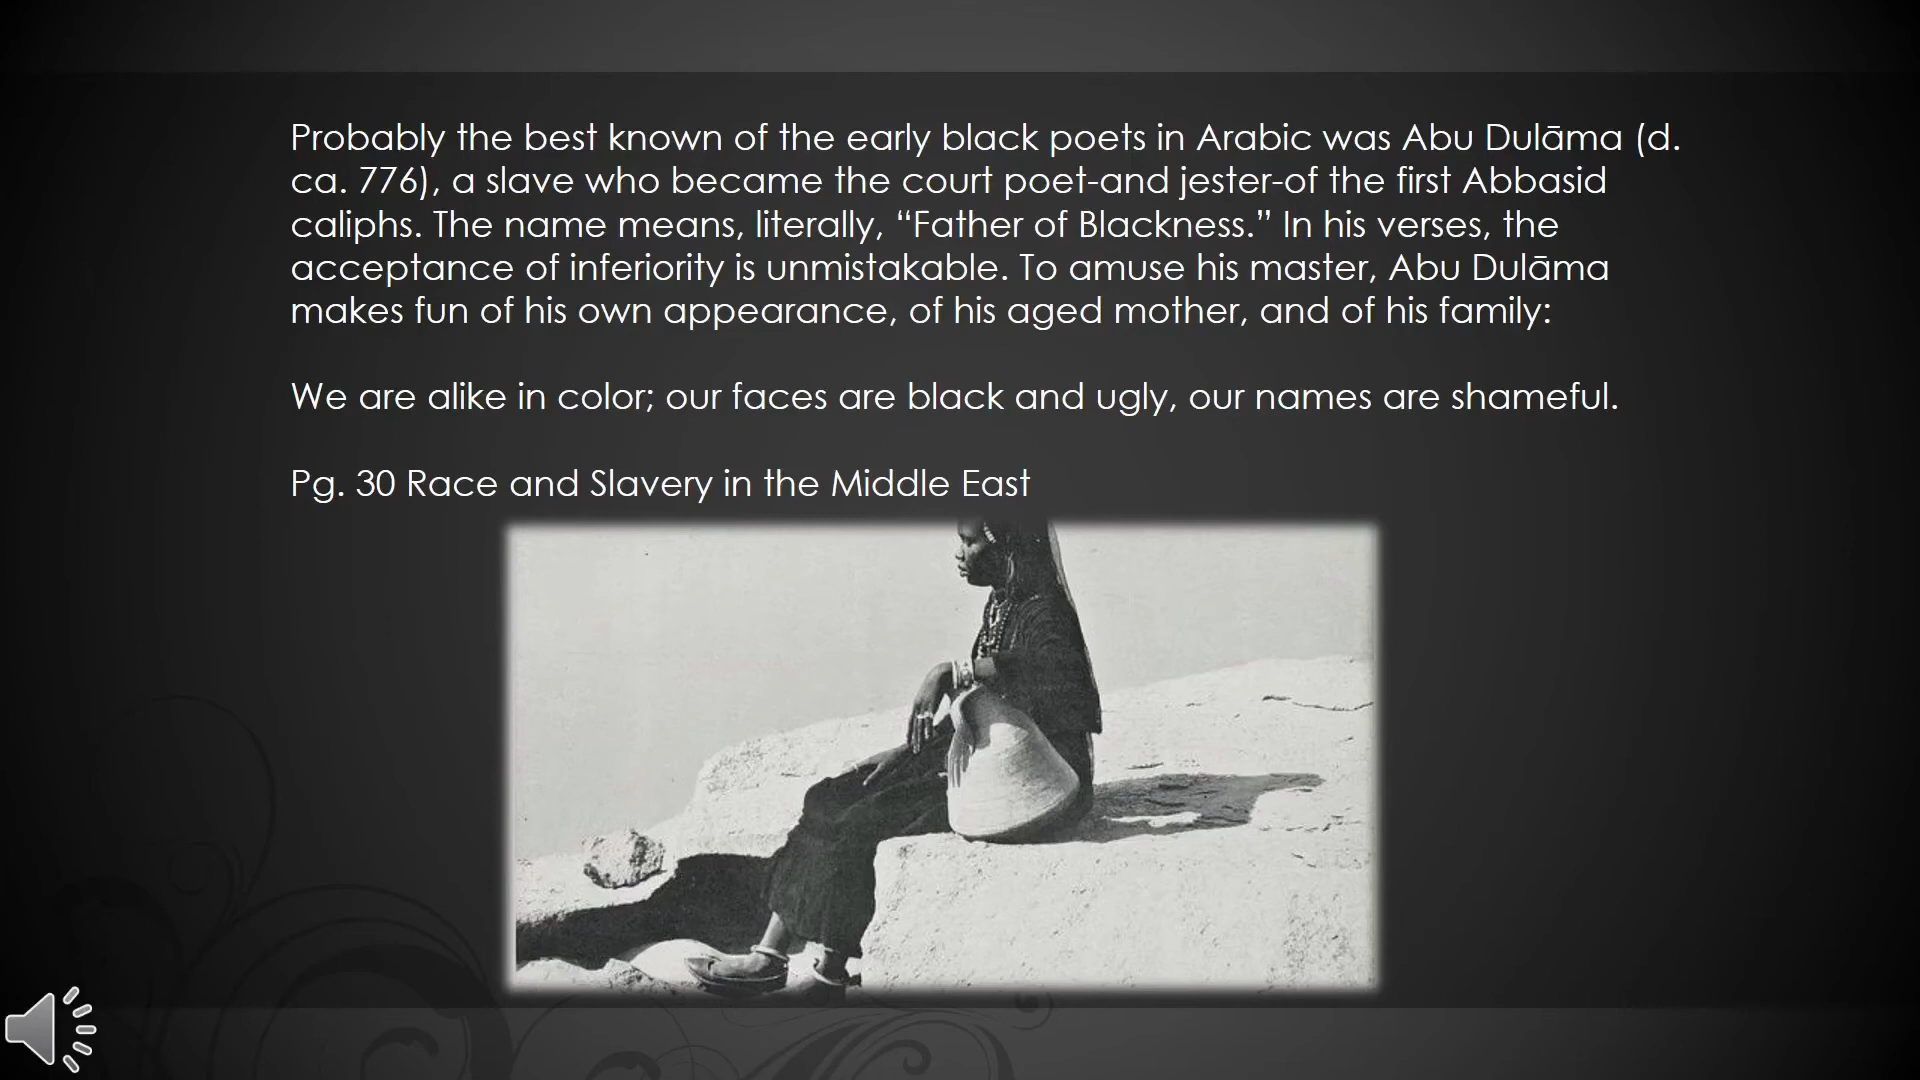 Probably the best known of the early black poets in Arabic was Abu Dulāma (d.
ca. 776), a slave who became the court poet-and jester-of the first Abbasid
caliphs. The name means, literally, “Father of Blackness.” In his verses, the
acceptance of inferiority is unmistakable. To amuse his master, Abu Dulāma
makes fun of his own appearance, of his aged mother, and of his family:
We are alike in color; our faces are black and ugly, our names are shameful.
Pg. 30 Race and Slavery in the Middle East